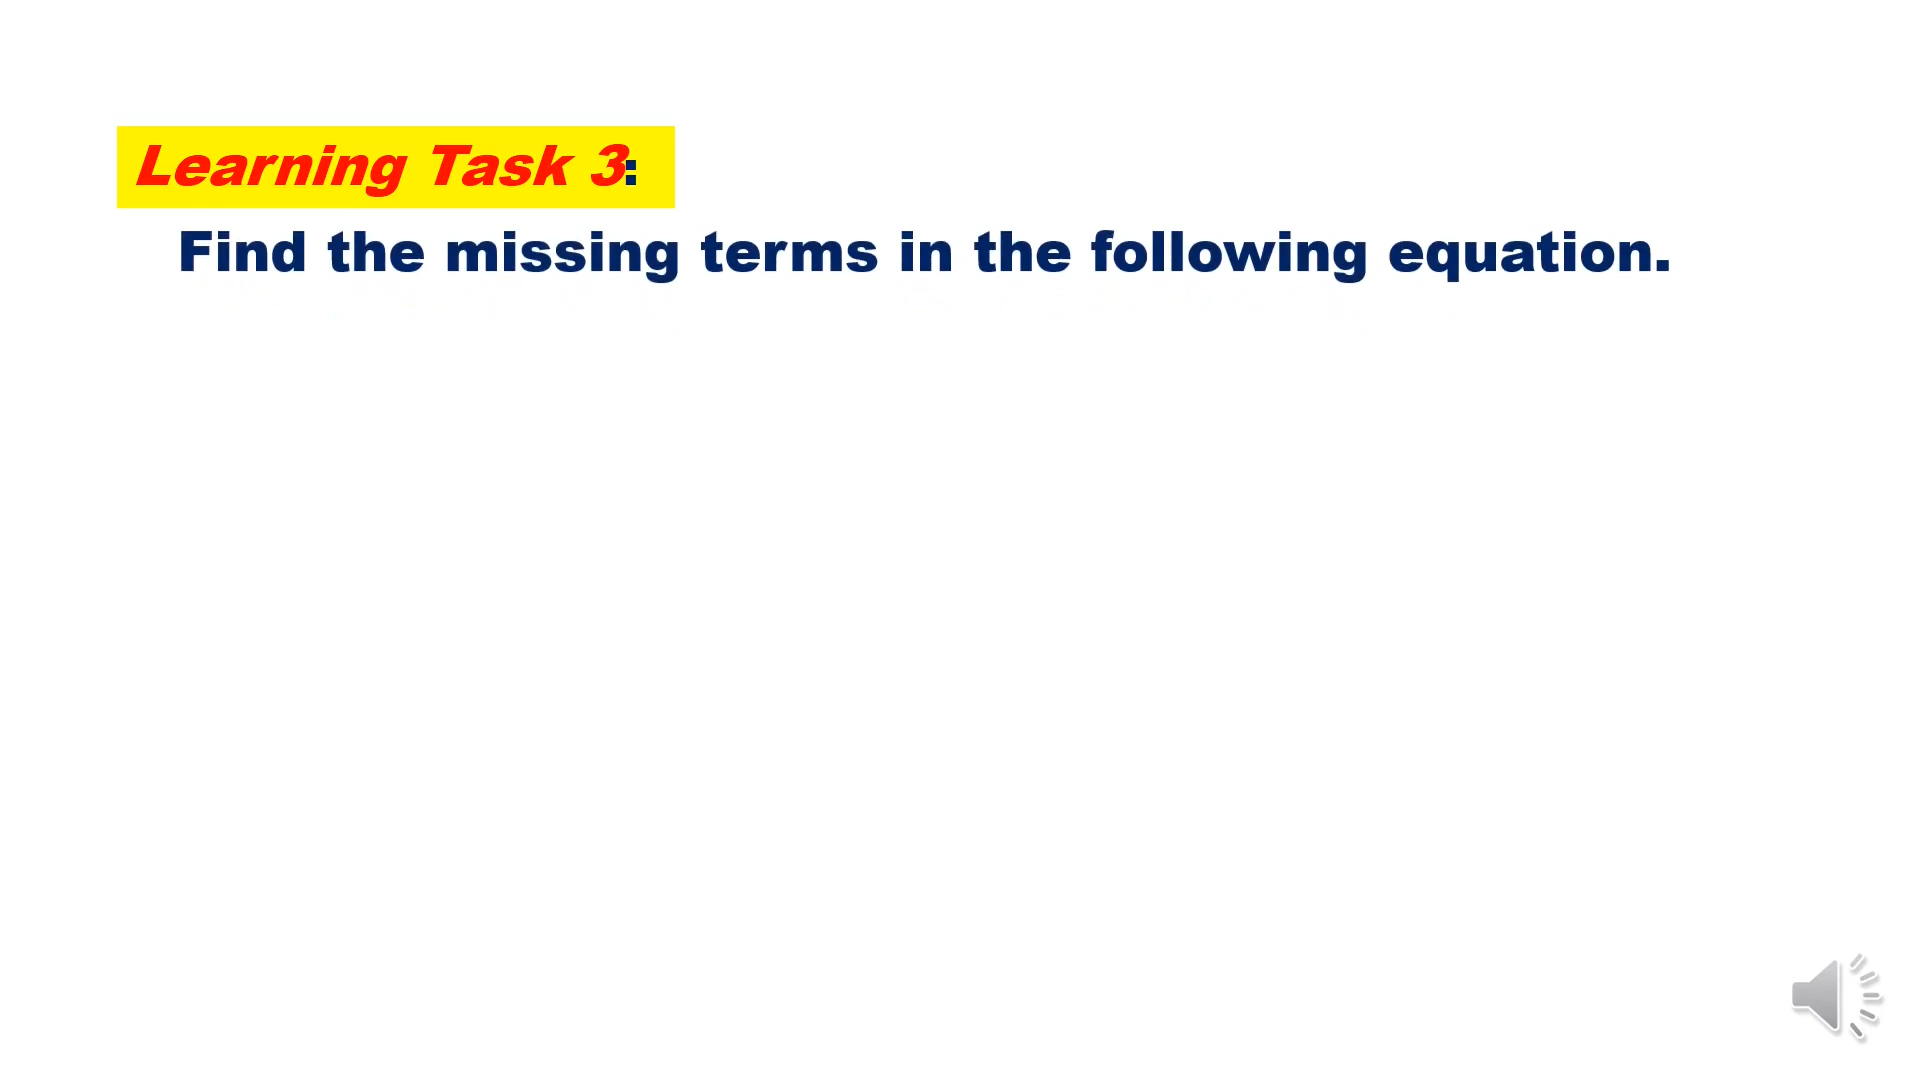 Learning Task 3:
Find the missing terms in the following equation.